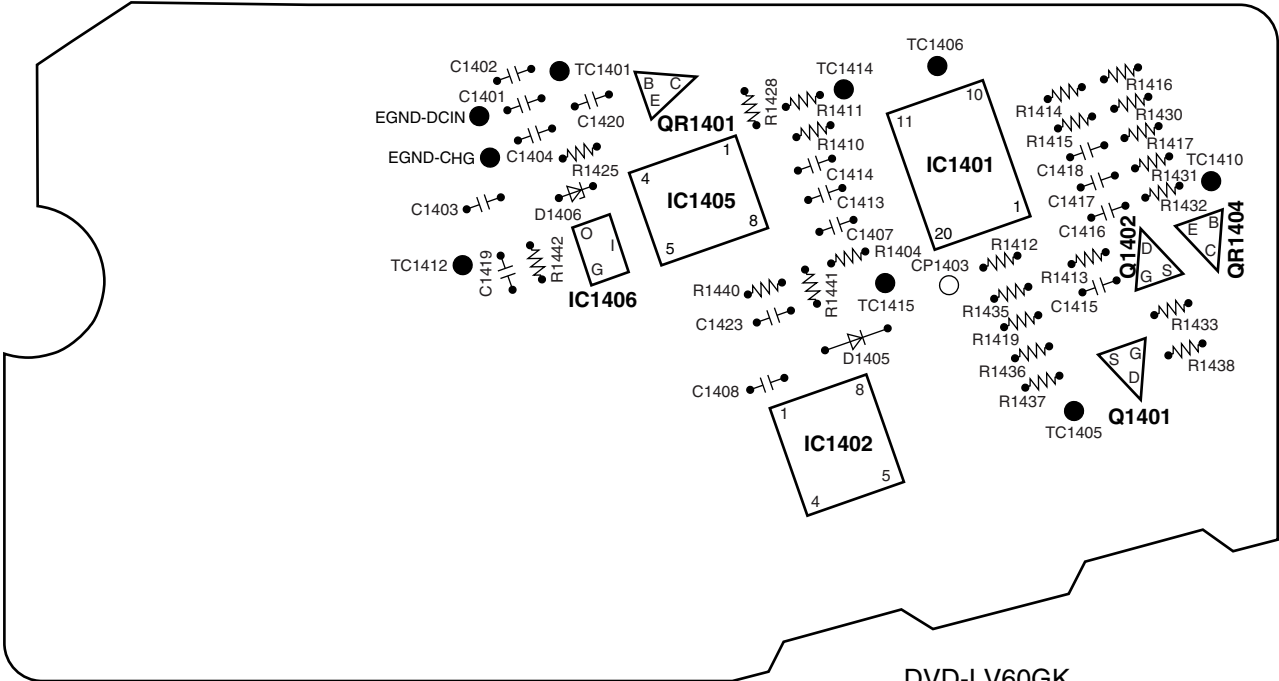 TC1406
C1402
TC1401
TC1414
R1416
C1401
B
C
E
R1428
R1411
10
R1414
R1430
EGND-DCIN
C1420
QR1401
11
R1415
R1417
EGND-CHG
C1404
R1425
1
R1410
IC1401
C1418
R1431
TC1410
4
C1414
C1417
R1432
C1403
D1406
IC1405
C1413
1
C1416
Q1402
E
B
C
QR1404
8
C1407
20
O
I
G
IC1406
5
R1404
R1412
D
G
S
TC1412
C1419
R1442
CP1403
R1413
R1440
R1441
TC1415
R1435
C1415
C1423
R1419
R1433
D1405
R1436
S
G
D
R1438
C1408
R1437
Q1401
1
8
TC1405
IC1402
4
5